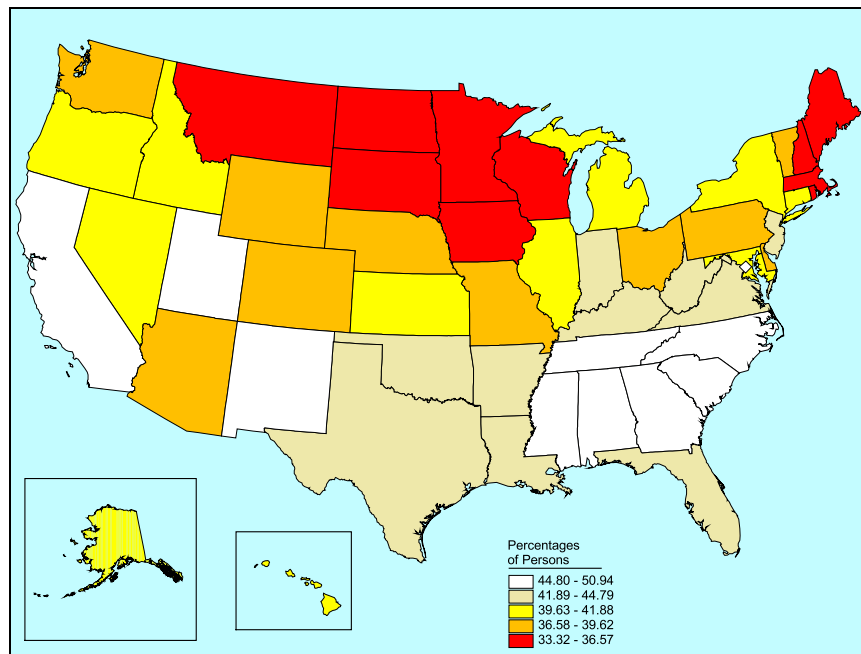 Percentages
of Persons
44.80 - 50.94
41.89 - 44.79
39.63 - 41.88
36.58 - 39.62
33.32 - 36.57